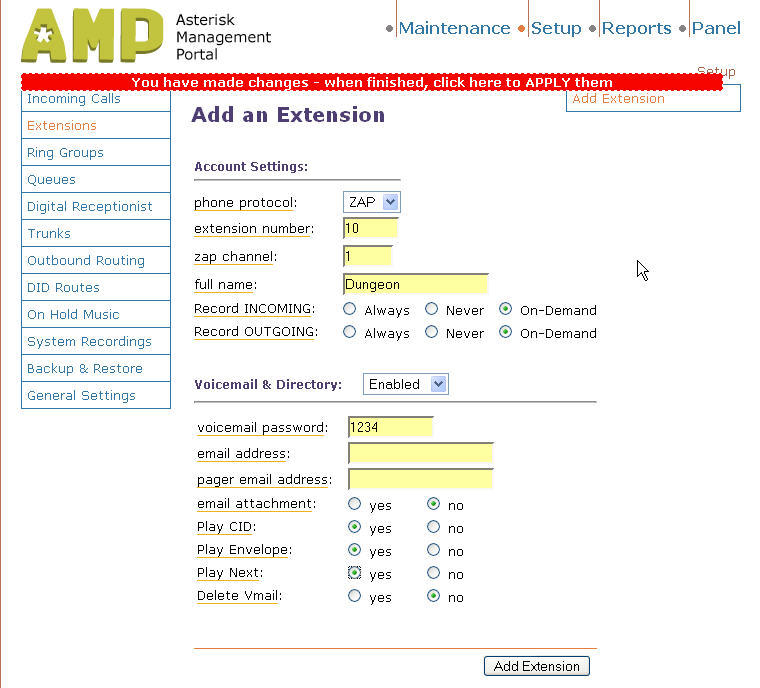 AMP Asterisk
Management
Portal
Maintenance Setup Reports Panel
Setup
You have made changes - when finished, click here to APPLY them
Incoming Calls
Extensions
Ring Groups
Queues
Digital Receptionist
Trunks
Outbound Routing
DID Routes
On Hold Music
System Recordings
Backup & Restore
General Settings
Add Extension
Add an Extension
Account Settings:
phone protocol: ZAP
extension number: 10
zap channel: 1
full name: Dungeon
Record INCOMING: Always Never On-Demand
Record OUTGOING: Always Never On-Demand
Voicemail & Directory: Enabled
voicemail password: 1234
email address:
pager email address:
email attachment: yes no
Play CID: yes no
Play Envelope: yes no
Play Next: yes no
Delete Vmail: yes no
Add Extension